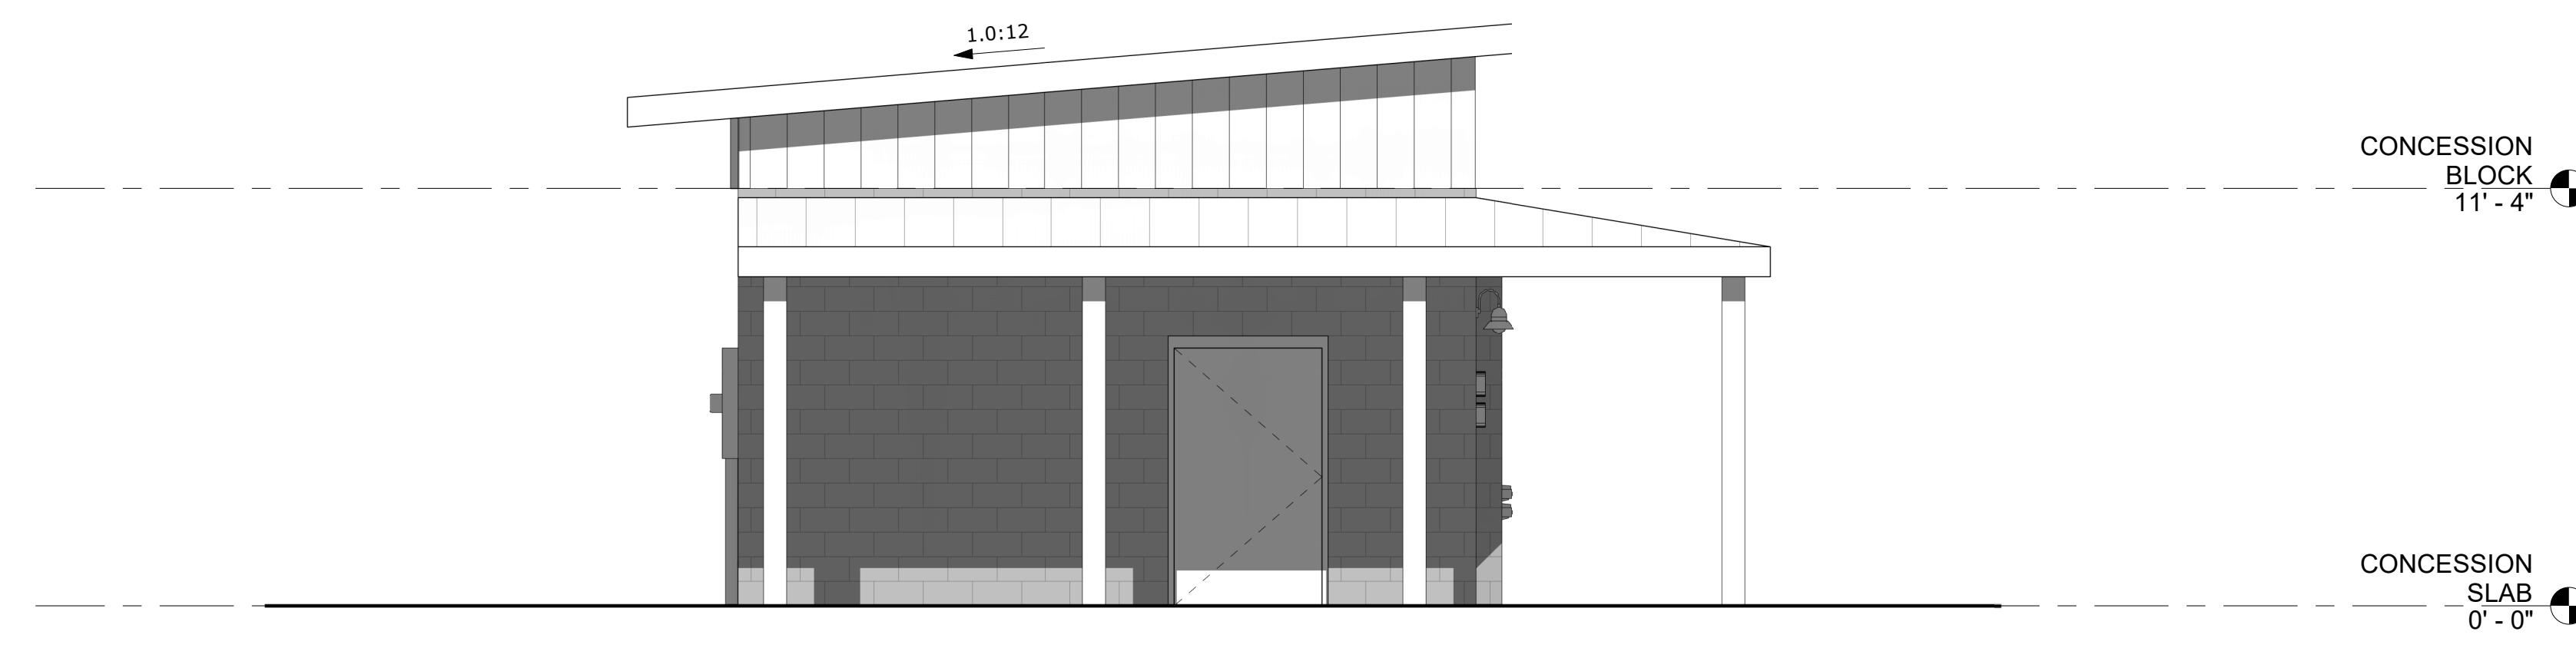 1.0:12
CONCESSION
BLOCK
11' - 4"
CONCESSION
SLAB
0' - 0"